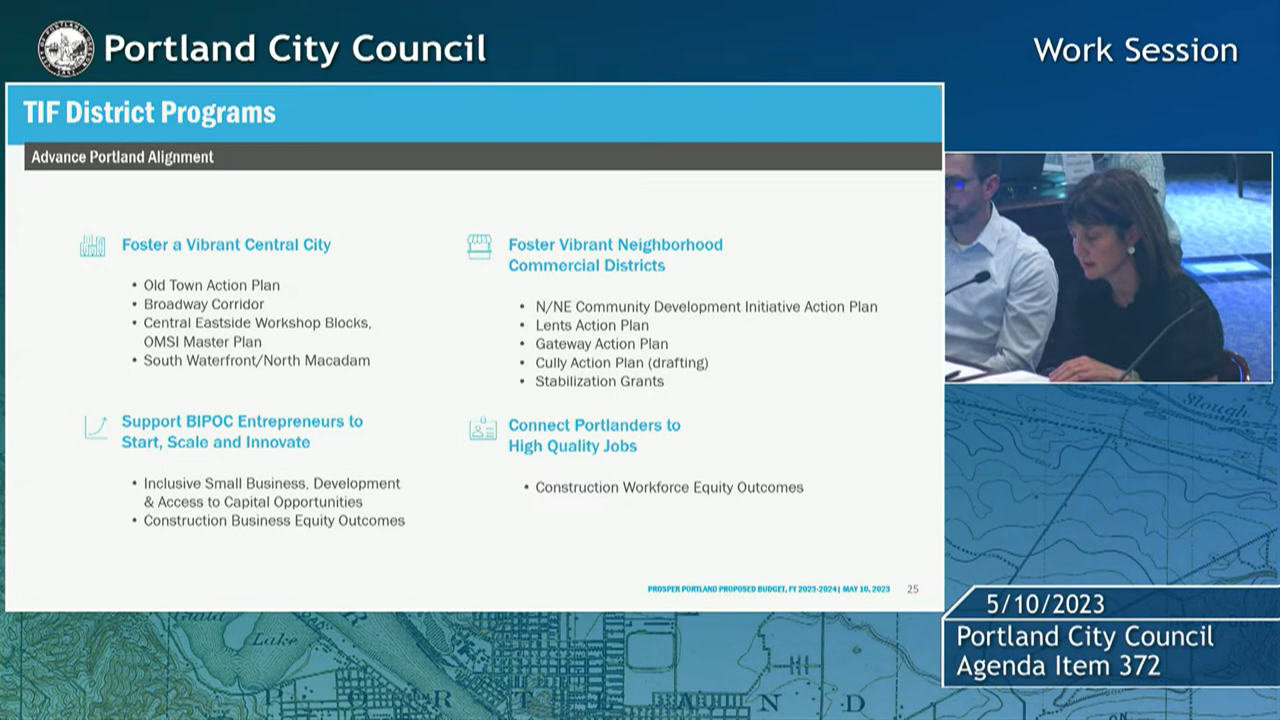 Portland City Council
Work Session
TIF District Programs
Advance Portland Alignment
Foster a Vibrant Central City
• Old Town Action Plan
• Broadway Corridor
• Central Eastside Workshop Blocks,
OMSI Master Plan
• South Waterfront/North Macadam
Foster Vibrant Neighborhood
Commercial Districts
• N/NE Community Development Initiative Action Plan
• Lents Action Plan
• Gateway Action Plan
• Cully Action Plan (drafting)
• Stabilization Grants
Support BIPOC Entrepreneurs to
Start, Scale and Innovate
• Inclusive Small Business, Development
& Access to Capital Opportunities
• Construction Business Equity Outcomes
Connect Portlanders to
High Quality Jobs
• Construction Workforce Equity Outcomes
PROSPER PORTLAND PROPOSED BUDGET, FY 2023-2024| MAY 10, 2023
25
Slough
5/10/2023
Portland City Council
Agenda Item 372
Guild
Lake
P O R T L A N D